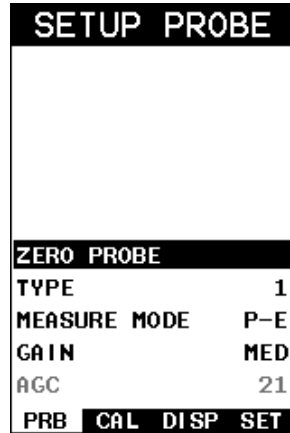 SETUP PROBE
ZERO PROBE
TYPE 1
MEASURE MODE P-E
GAIN MED
AGC 21
PRB CAL DISP SET